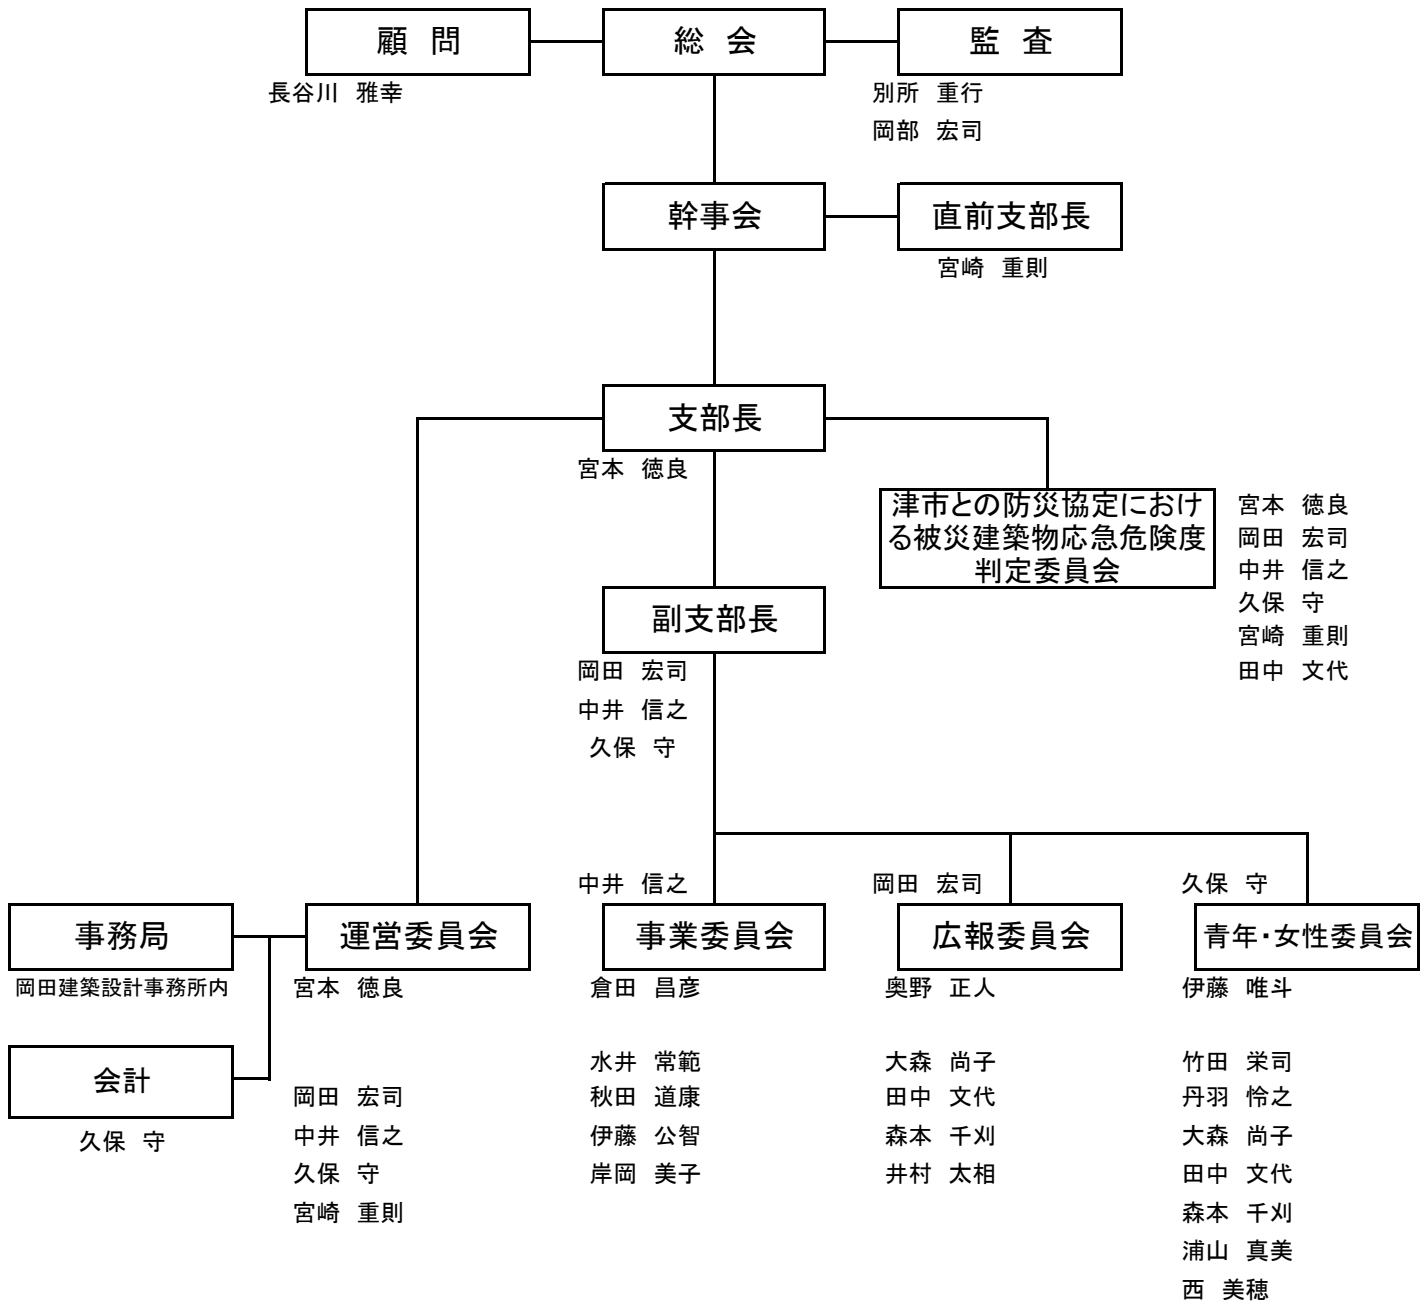 顧　問
総　会
監　査
長谷川　雅幸
別所　重行
岡部　宏司
幹事会
直前支部長
宮崎　重則
支部長
宮本　徳良
津市との防災協定におけ
る被災建築物応急危険度
判定委員会
宮本　徳良
岡田　宏司
中井　信之
久保　守
宮崎　重則
田中　文代
副支部長
岡田　宏司
中井　信之
久保　守
中井　信之
岡田　宏司
久保　守
事務局
運営委員会
事業委員会
広報委員会
青年・女性委員会
岡田建築設計事務所内
宮本　徳良
倉田　昌彦
奥野　正人
伊藤　唯斗
会計
久保　守
岡田　宏司
中井　信之
久保　守
宮崎　重則
水井　常範
秋田　道康
伊藤　公智
岸岡　美子
大森　尚子
田中　文代
森本　千刈
井村　太相
竹田　栄司
丹羽　怜之
大森　尚子
田中　文代
森本　千刈
浦山　真美
西　美穂